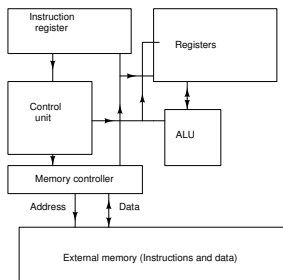 Instruction
register
Registers
Control
unit
ALU
Memory controller
Address
Data
External memory (Instructions and data)